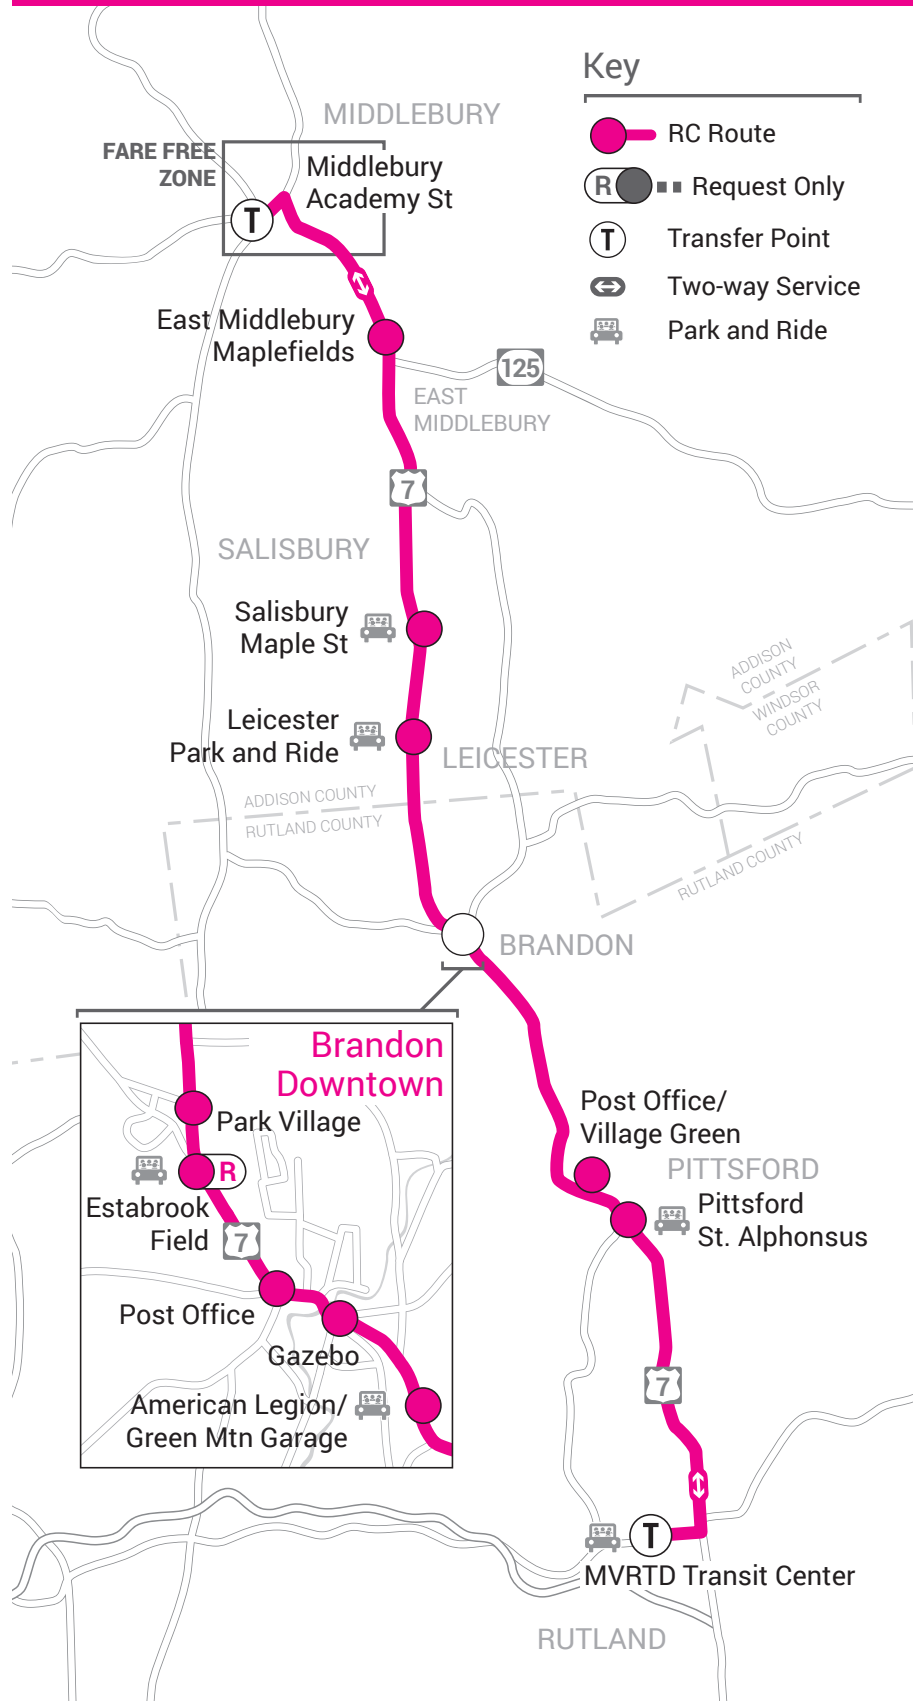 Key
RC Route
R
Request Only
T
Transfer Point
Two-way Service
Park and Ride
MIDDLEBURY
FARE FREE
ZONE
Middlebury
Academy St
T
East Middlebury
Maplefields
125
EAST
MIDDLEBURY
7
SALISBURY
Salisbury
Maple St
ADDISON
COUNTY
WINDSOR
COUNTY
Leicester
Park and Ride
LEICESTER
ADDISON COUNTY
RUTLAND COUNTY
RUTLAND COUNTY
BRANDON
Brandon
Downtown
Park Village
R
Estabrook
Field
7
Post Office
Gazebo
American Legion/
Green Mtn Garage
Post Office/
Village Green
PITTSFORD
Pittsford
St. Alphonsus
7
T
MVRTD Transit Center
RUTLAND